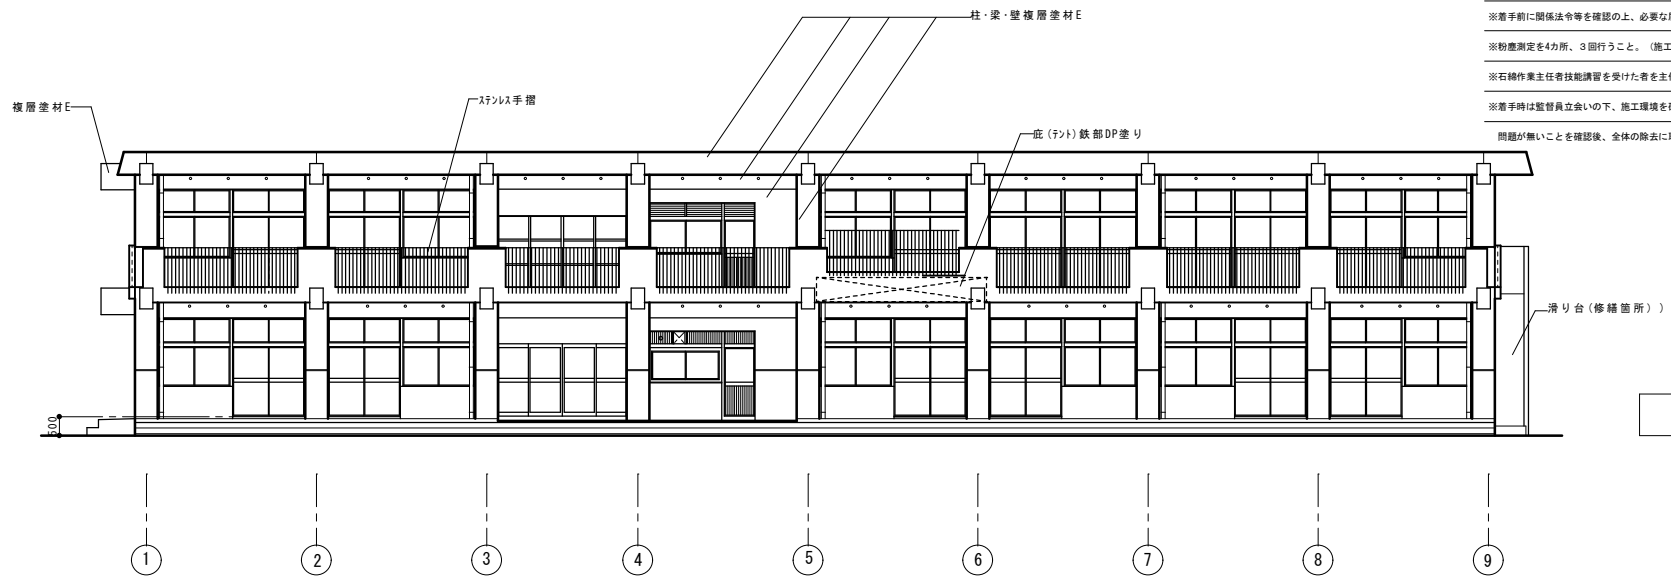 柱・梁・壁複層塗材E
※着手前に関係法令等を確認の上、必要な
※粉塵測定を4カ所、3回行うこと。（施工
※石綿作業主任者技能講習を受けた者を主
※着手時は監督員立会いの下、施工環境を
問題が無いことを確認後、全体の除去に
複層塗材E
ｽﾃﾝﾚｽ手摺
庇(ﾃﾝﾄ)鉄部DP塗り
滑り台(修繕箇所））
1 2 3 4 5 6 7 8 9